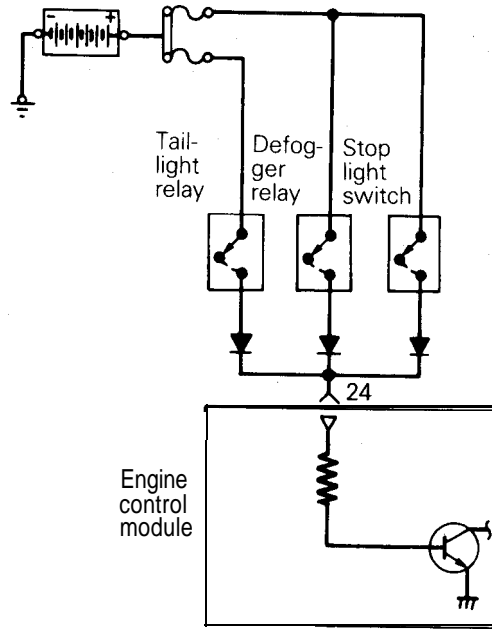 - +
Tail-
light
relay
Defog-
ger
relay
Stop
light
switch
24
Engine
control
module